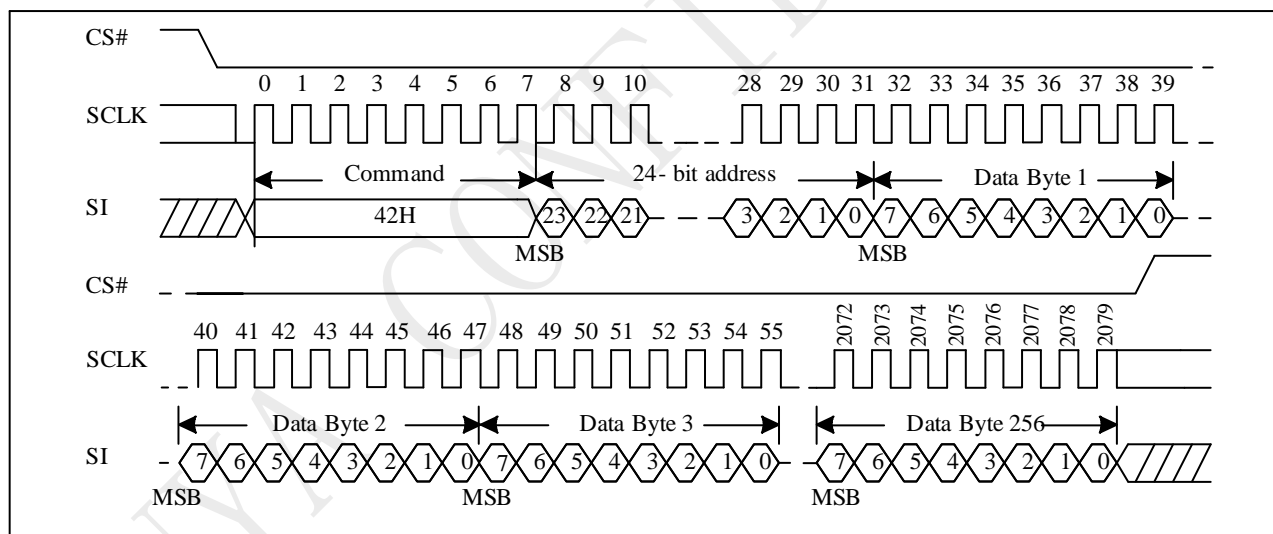 CS#
0 1 2 3 4 5 6 7 8 9 10 28 29 30 31 32 33 34 35 36 37 38 39
SCLK
Command 24- bit address Data Byte 1
SI 42H 23 22 21 3 2 1 0 7 6 5 4 3 2 1 0
MSB MSB
CS#
40 41 42 43 44 45 46 47 48 49 50 51 52 53 54 55 2072 2073 2074 2075 2076 2077 2078 2079
SCLK
Data Byte 2 Data Byte 3 Data Byte 256
SI 7 6 5 4 3 2 1 0 7 6 5 4 3 2 1 0 7 6 5 4 3 2 1 0
MSB MSB MSB